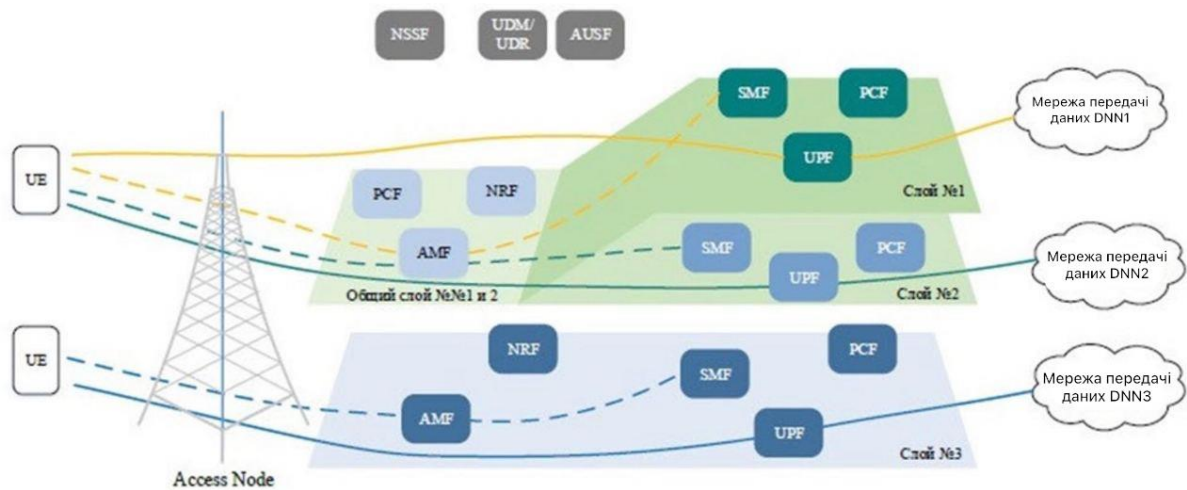 NSSF
UDM/
UDR
AUSF
SMF
PCF
Мережа передачі
даних DNN1
UE
UPF
PCF
NRF
Слой №1
AMF
SMF
PCF
Мережа передачі
даних DNN2
UPF
Общий слой №№1 и 2
Слой №2
UE
NRF
PCF
SMF
Мережа передачі
даних DNN3
AMF
UPF
Слой №3
Access Node